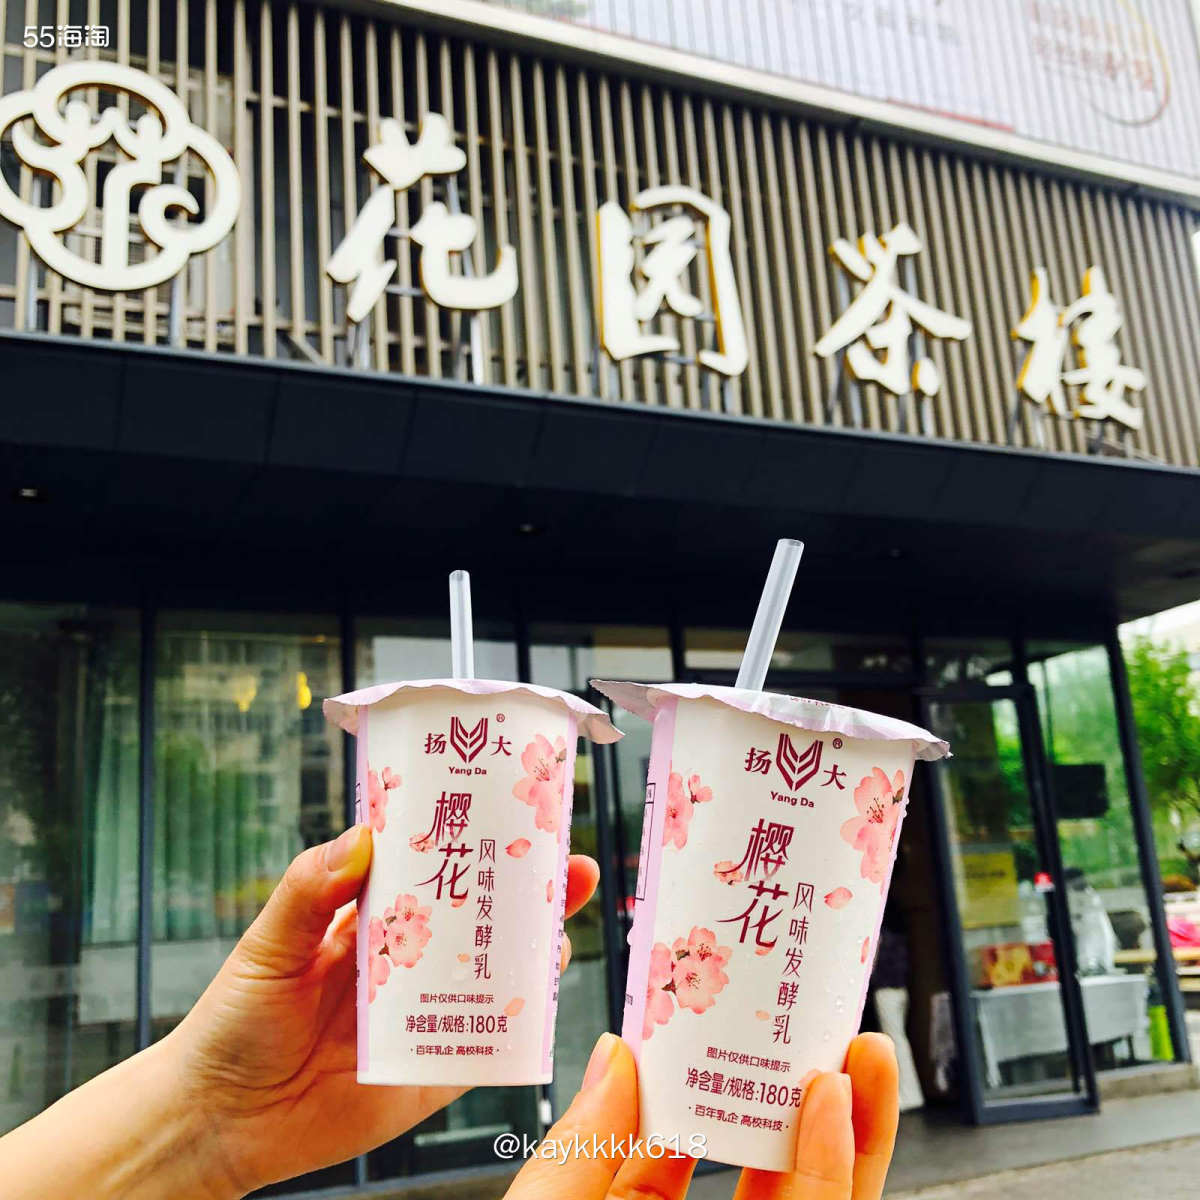 55海淘
花园茶楼
扬大
®
Yang Da
樱花
风味发酵乳
图片仅供口味提示
净含量/规格:180克
·百年乳企 高校科技·
扬大
®
Yang Da
樱花
风味发酵乳
图片仅供口味提示
净含量/规格:180克
·百年乳企 高校科技·
@kaykkkk618